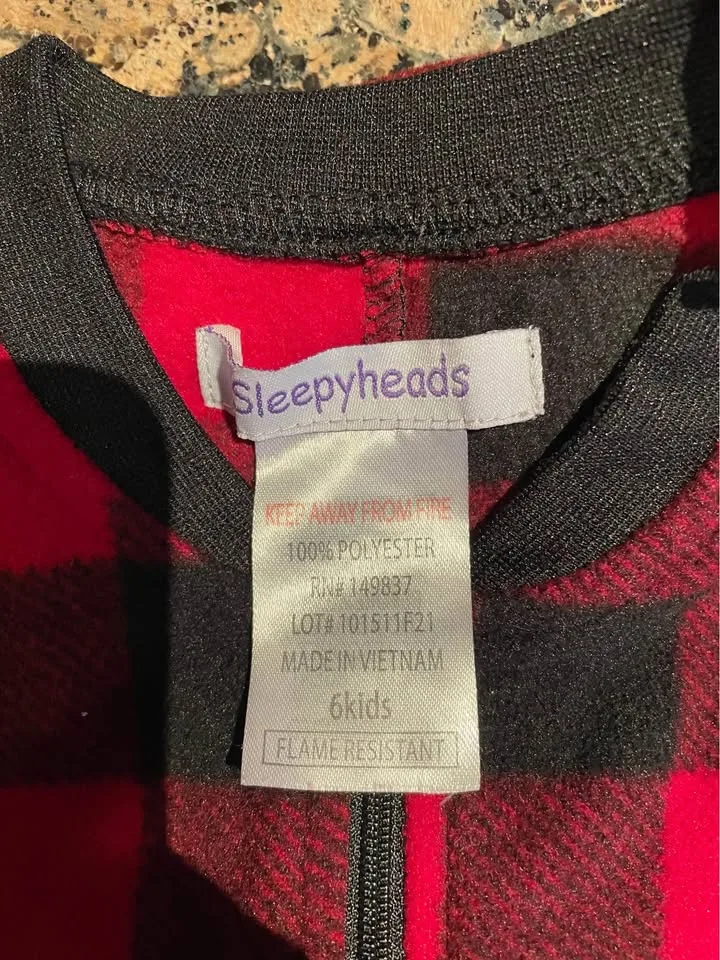 Sleepyheads
KEEP AWAY FROM FIRE
100% POLYESTER
RN# 149837
LOT# 101511F21
MADE IN VIETNAM
6kids
FLAME RESISTANT